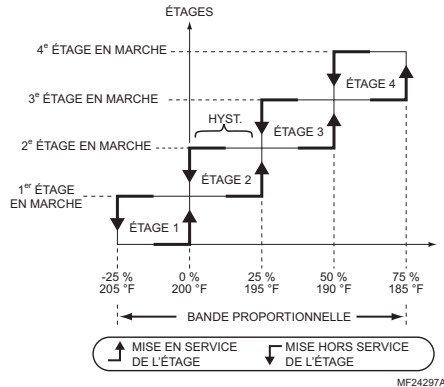 ÉTAGES
4e ÉTAGE EN MARCHE
3e ÉTAGE EN MARCHE
2e ÉTAGE EN MARCHE
1er ÉTAGE
EN MARCHE
HYST.
ÉTAGE 4
ÉTAGE 3
ÉTAGE 2
ÉTAGE 1
-25 % 0 % 25 % 50 % 75 %
205 °F 200 °F 195 °F 190 °F 185 °F
BANDE PROPORTIONNELLE
MISE EN SERVICE
DE L'ÉTAGE
MISE HORS SERVICE
DE L'ÉTAGE
MF24297A